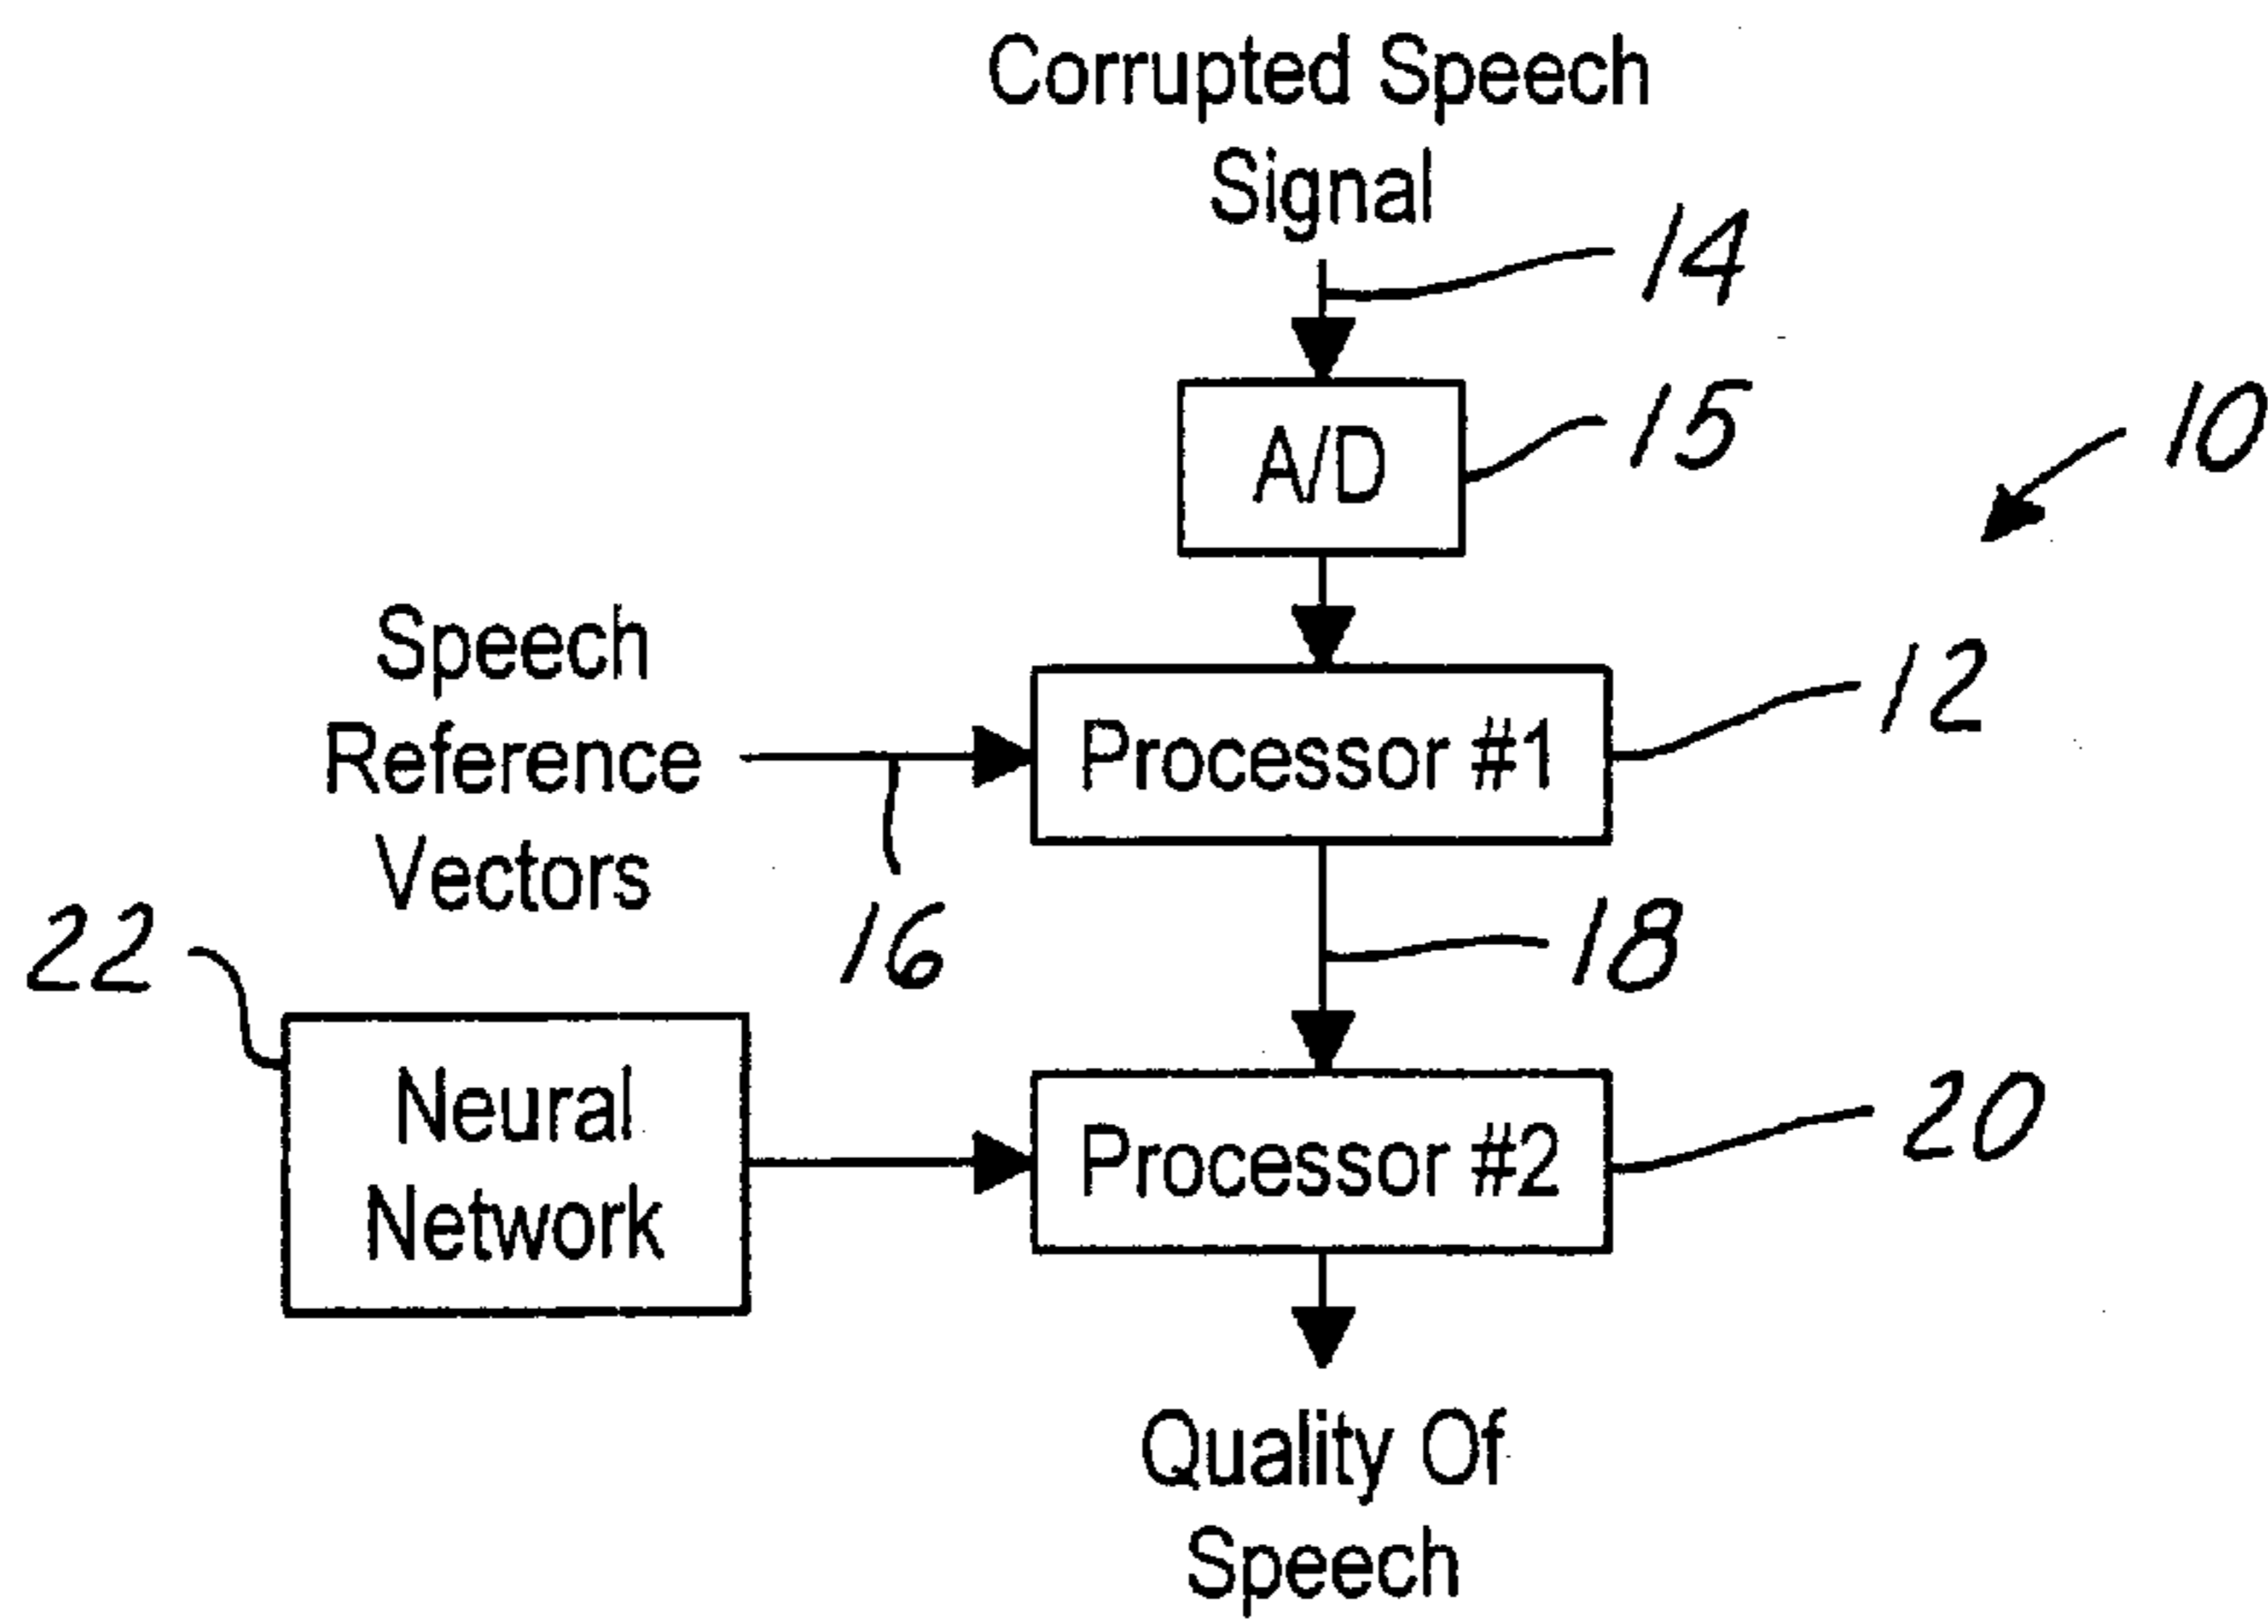 Corrupted Speech
Signal
14
A/D
15
10
Speech
Reference
Vectors
Processor #1
12
16
18
22
Neural
Network
Processor #2
20
Quality Of
Speech